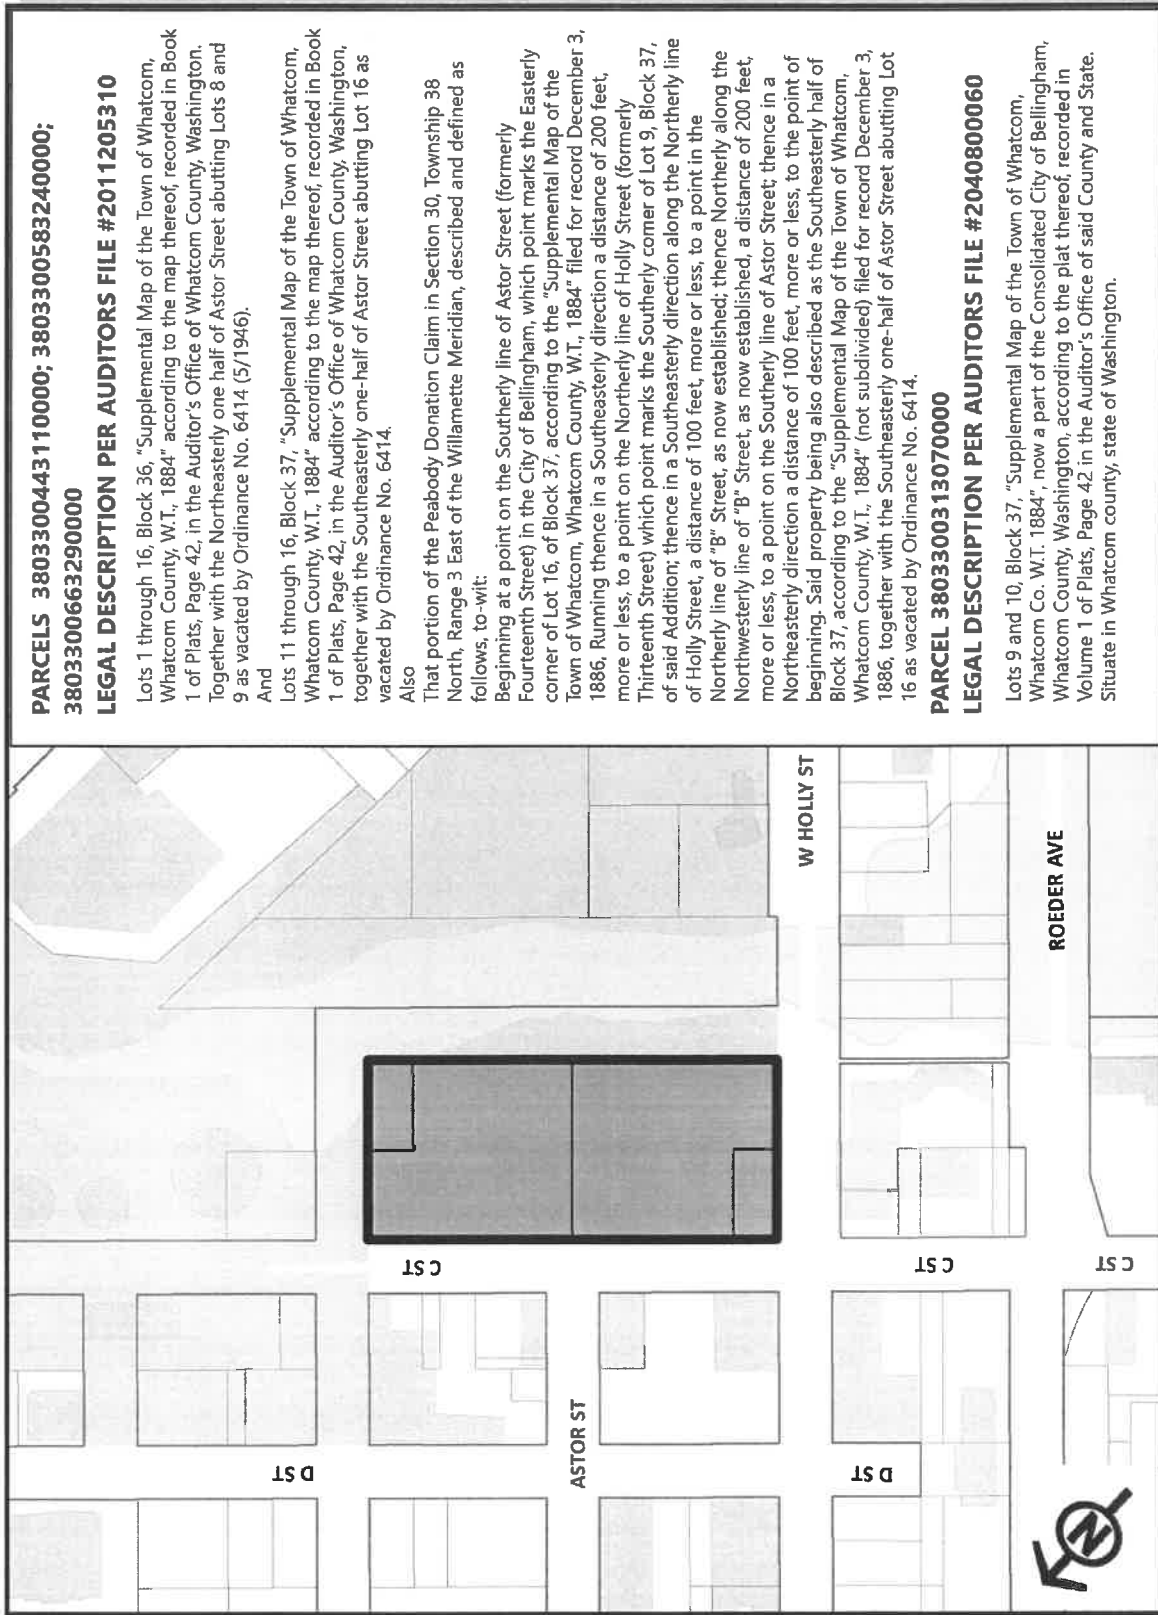 PARCELS 3803300443110000; 3803300583240000;
3803300663290000
LEGAL DESCRIPTION PER AUDITORS FILE #2011205310
Lots 1 through 16, Block 36, "Supplemental Map of the Town of Whatcom,
Whatcom County, W.T., 1884" according to the map thereof, recorded in Book
1 of Plats, Page 42, in the Auditor's Office of Whatcom County, Washington.
Together with the Northeasterly one half of Astor Street abutting Lots 8 and
9 as vacated by Ordinance No. 6414 (5/1946).
And
Lots 11 through 16, Block 37, "Supplemental Map of the Town of Whatcom,
Whatcom County, W.T., 1884" according to the map thereof, recorded in Book
1 of Plats, Page 42, in the Auditor's Office of Whatcom County, Washington,
together with the Southeasterly one-half of Astor Street abutting Lot 16 as
vacated by Ordinance No. 6414.
Also
That portion of the Peabody Donation Claim in Section 30, Township 38
North, Range 3 East of the Willamette Meridian, described and defined as
follows, to-wit:
Beginning at a point on the Southerly line of Astor Street (formerly
Fourteenth Street) in the City of Bellingham, which point marks the Easterly
corner of Lot 16, of Block 37, according to the "Supplemental Map of the
Town of Whatcom, Whatcom County, W.T., 1884" filed for record December 3,
1886, Running thence in a Southeasterly direction a distance of 200 feet,
more or less, to a point on the Northerly line of Holly Street (formerly
Thirteenth Street) which point marks the Southerly corner of Lot 9, Block 37,
of said Addition; thence in a Southeasterly direction along the Northerly line
of Holly Street, a distance of 100 feet, more or less, to a point in the
Northerly line of "B" Street, as now established; thence Northerly along the
Northwesterly line of "B" Street, as now established, a distance of 200 feet,
more or less, to a point on the Southerly line of Astor Street; thence in a
Northeasterly direction a distance of 100 feet, more or less, to the point of
beginning. Said property being also described as the Southeasterly half of
Block 37, according to the "Supplemental Map of the Town of Whatcom,
Whatcom County, W.T., 1884" (not subdivided) filed for record December 3,
1886, together with the Southeasterly one-half of Astor Street abutting Lot
16 as vacated by Ordinance No. 6414.
PARCEL 3803300313070000
LEGAL DESCRIPTION PER AUDITORS FILE #2040800060
Lots 9 and 10, Block 37, "Supplemental Map of the Town of Whatcom,
Whatcom Co. W.T. 1884", now a part of the Consolidated City of Bellingham,
Whatcom County, Washington, according to the plat thereof, recorded in
Volume 1 of Plats, Page 42 in the Auditor's Office of said County and State.
Situate in Whatcom county, state of Washington.
W HOLLY ST
ROEDER AVE
C ST
C ST
C ST
ASTOR ST
D ST
D ST
N